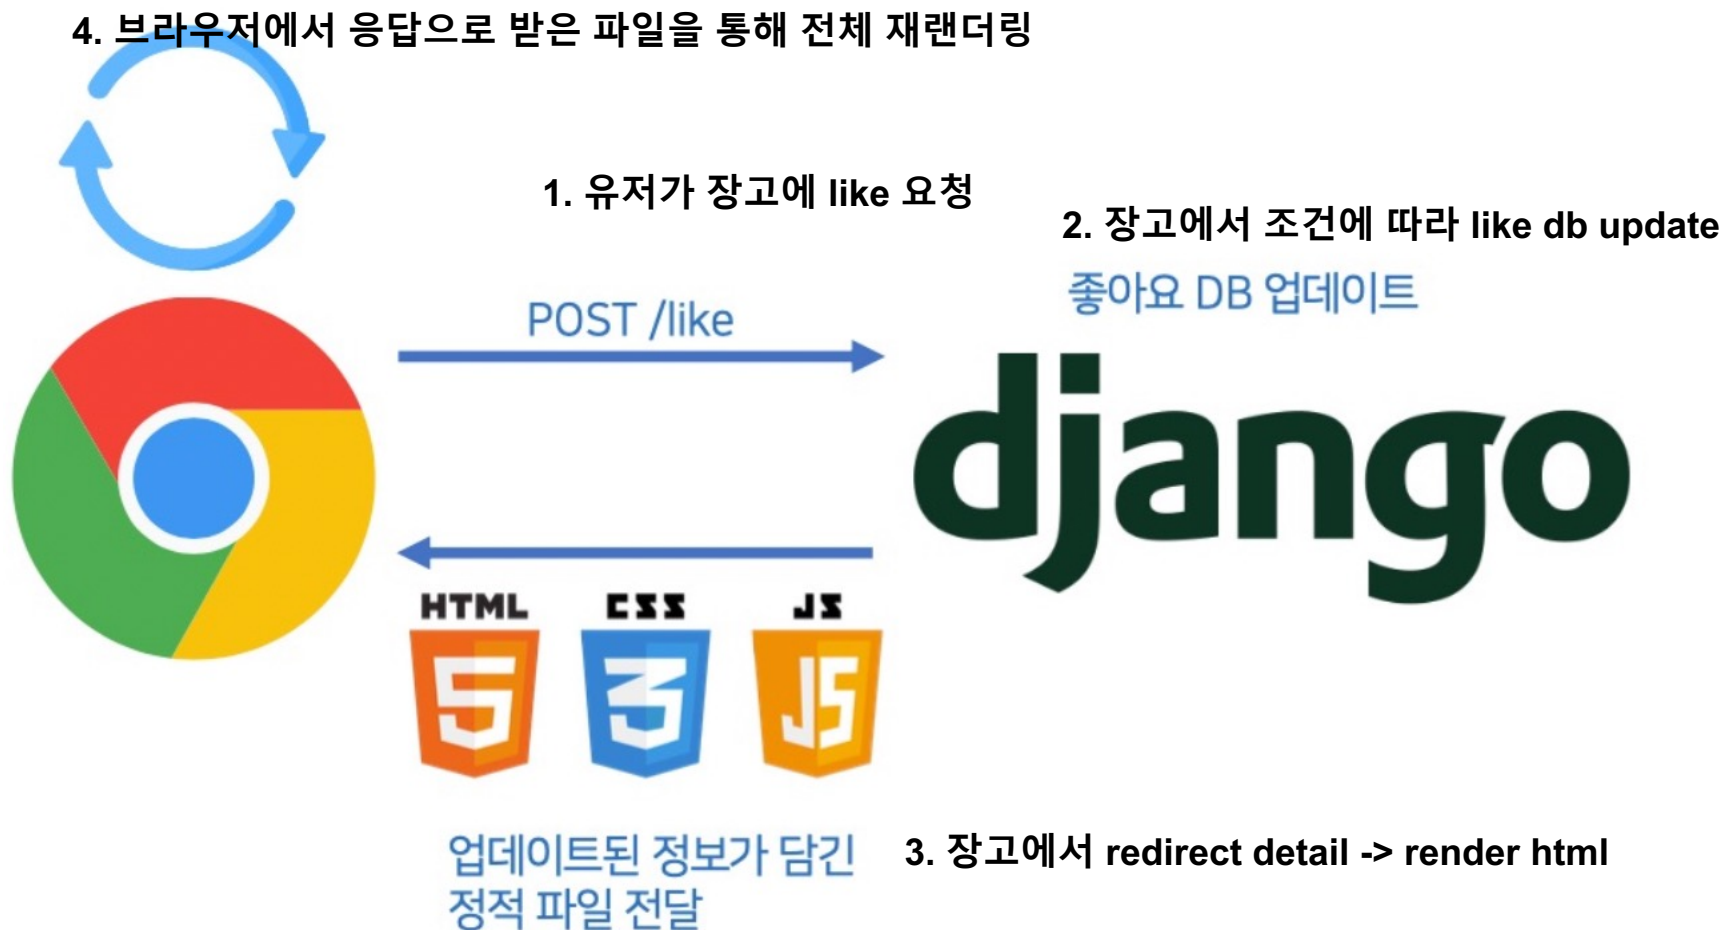 4. 브라우저에서 응답으로 받은 파일을 통해 전체 재랜더링
1. 유저가 장고에 like 요청
2. 장고에서 조건에 따라 like db update
좋아요 DB 업데이트
POST /like
django
HTML CSS JS
5 3 JS
업데이트된 정보가 담긴
정적 파일 전달
3. 장고에서 redirect detail -> render html